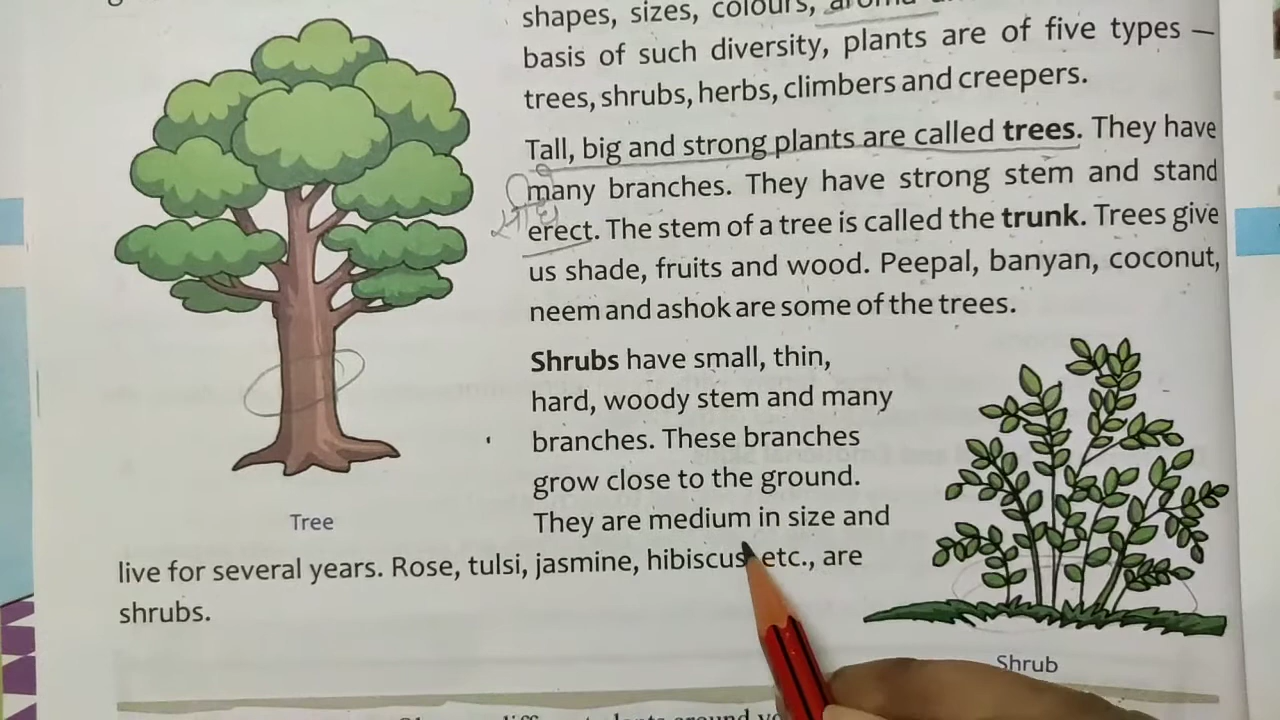 shapes, sizes, colours, aroma
basis of such diversity, plants are of five types —
trees, shrubs, herbs, climbers and creepers.
Tall, big and strong plants are called trees. They have
many branches. They have strong stem and stand
erect. The stem of a tree is called the trunk. Trees give
us shade, fruits and wood. Peepal, banyan, coconut,
neem and ashok are some of the trees.
Shrubs have small, thin,
hard, woody stem and many
branches. These branches
grow close to the ground.
They are medium in size and
live for several years. Rose, tulsi, jasmine, hibiscus etc., are
shrubs.
Tree
Shrub